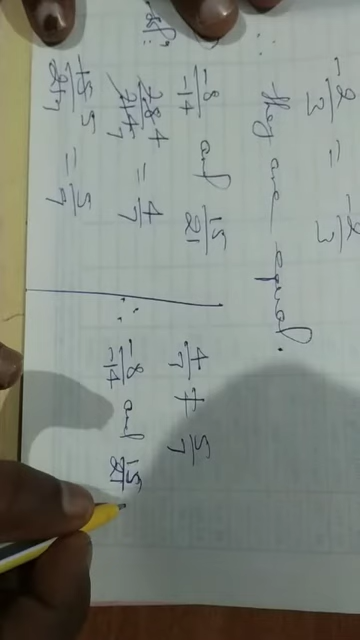 -2/3 = -2/3
∴ they are equal.
-8/-14 and 15/21
Sol:
-8/-14 = 4/7
15/21 = 5/7
4/7 ≠ 5/7
∴ -8/-14 and 15/21